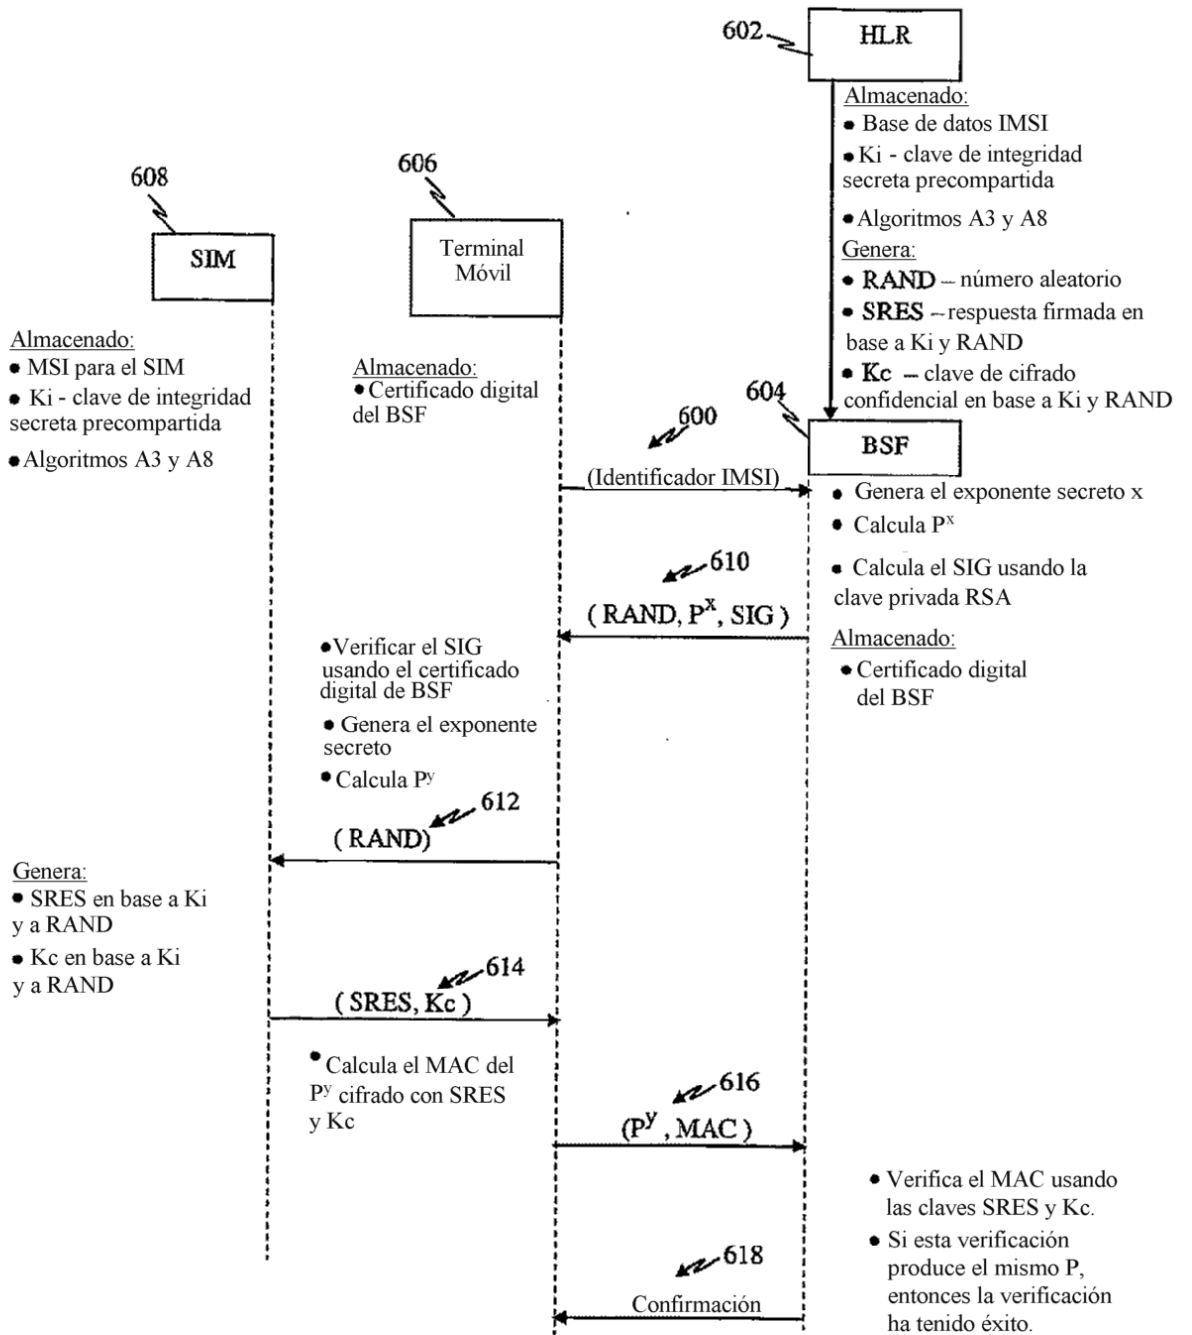 602
HLR
Almacenado:
● Base de datos IMSI
● Ki - clave de integridad
secreta precompartida
● Algoritmos A3 y A8
Genera:
● RAND – número aleatorio
● SRES – respuesta firmada en
base a Ki y RAND
● Kc – clave de cifrado
confidencial en base a Ki y RAND
608
SIM
606
Terminal
Móvil
Almacenado:
● MSI para el SIM
● Ki - clave de integridad
secreta precompartida
● Algoritmos A3 y A8
Almacenado:
● Certificado digital
del BSF
604
BSF
600
(Identificador IMSI)
● Genera el exponente secreto x
● Calcula Pˣ
● Calcula el SIG usando la
clave privada RSA
Almacenado:
● Certificado digital
del BSF
610
( RAND, Pˣ, SIG )
● Verificar el SIG
usando el certificado
digital de BSF
● Genera el exponente
secreto
● Calcula Pʸ
612
( RAND)
Genera:
● SRES en base a Ki
y a RAND
● Kc en base a Ki
y a RAND
614
( SRES, Kc )
● Calcula el MAC del
Pʸ cifrado con SRES
y Kc
616
(Pʸ , MAC )
● Verifica el MAC usando
las claves SRES y Kc.
● Si esta verificación
produce el mismo P,
entonces la verificación
ha tenido éxito.
618
Confirmación